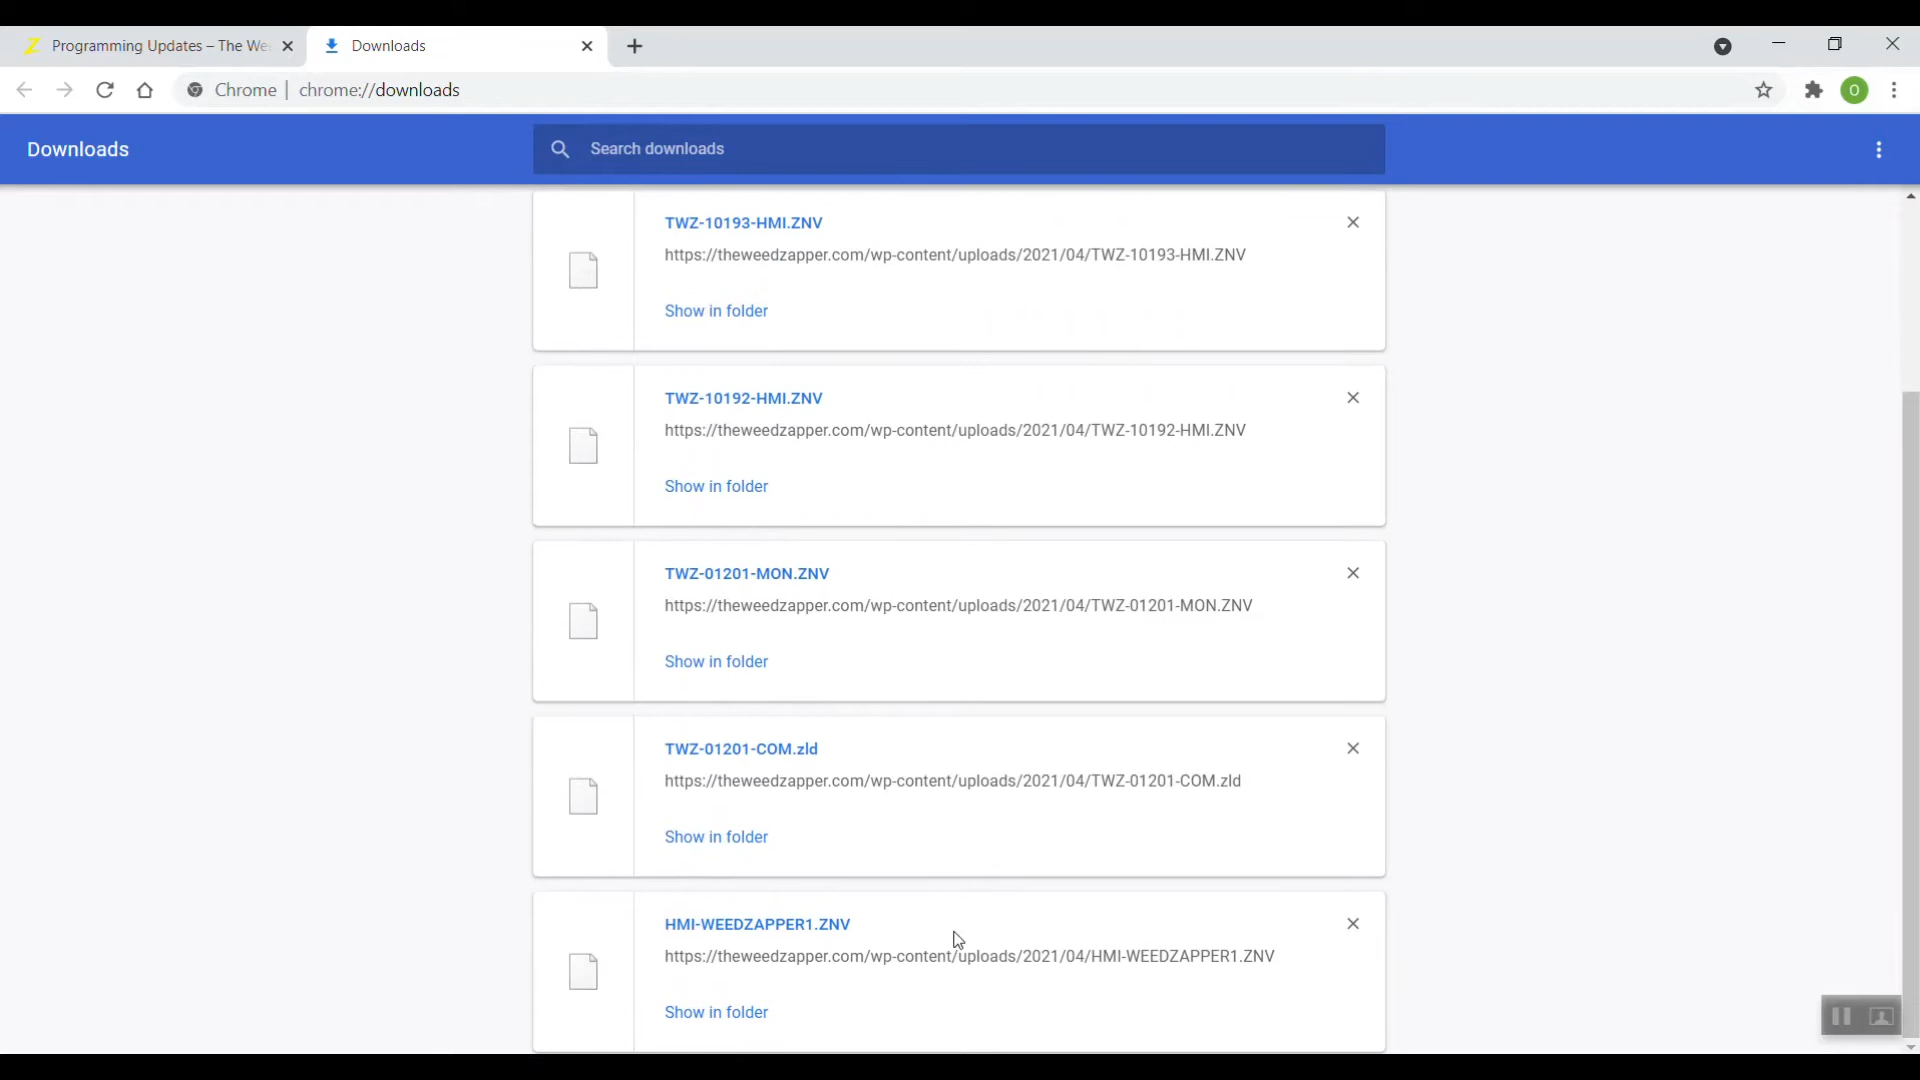 Programming Updates – The We
Downloads
Chrome | chrome://downloads
O
Downloads
Search downloads
TWZ-10193-HMI.ZNV
https://theweedzapper.com/wp-content/uploads/2021/04/TWZ-10193-HMI.ZNV
Show in folder
TWZ-10192-HMI.ZNV
https://theweedzapper.com/wp-content/uploads/2021/04/TWZ-10192-HMI.ZNV
Show in folder
TWZ-01201-MON.ZNV
https://theweedzapper.com/wp-content/uploads/2021/04/TWZ-01201-MON.ZNV
Show in folder
TWZ-01201-COM.zld
https://theweedzapper.com/wp-content/uploads/2021/04/TWZ-01201-COM.zld
Show in folder
HMI-WEEDZAPPER1.ZNV
https://theweedzapper.com/wp-content/uploads/2021/04/HMI-WEEDZAPPER1.ZNV
Show in folder